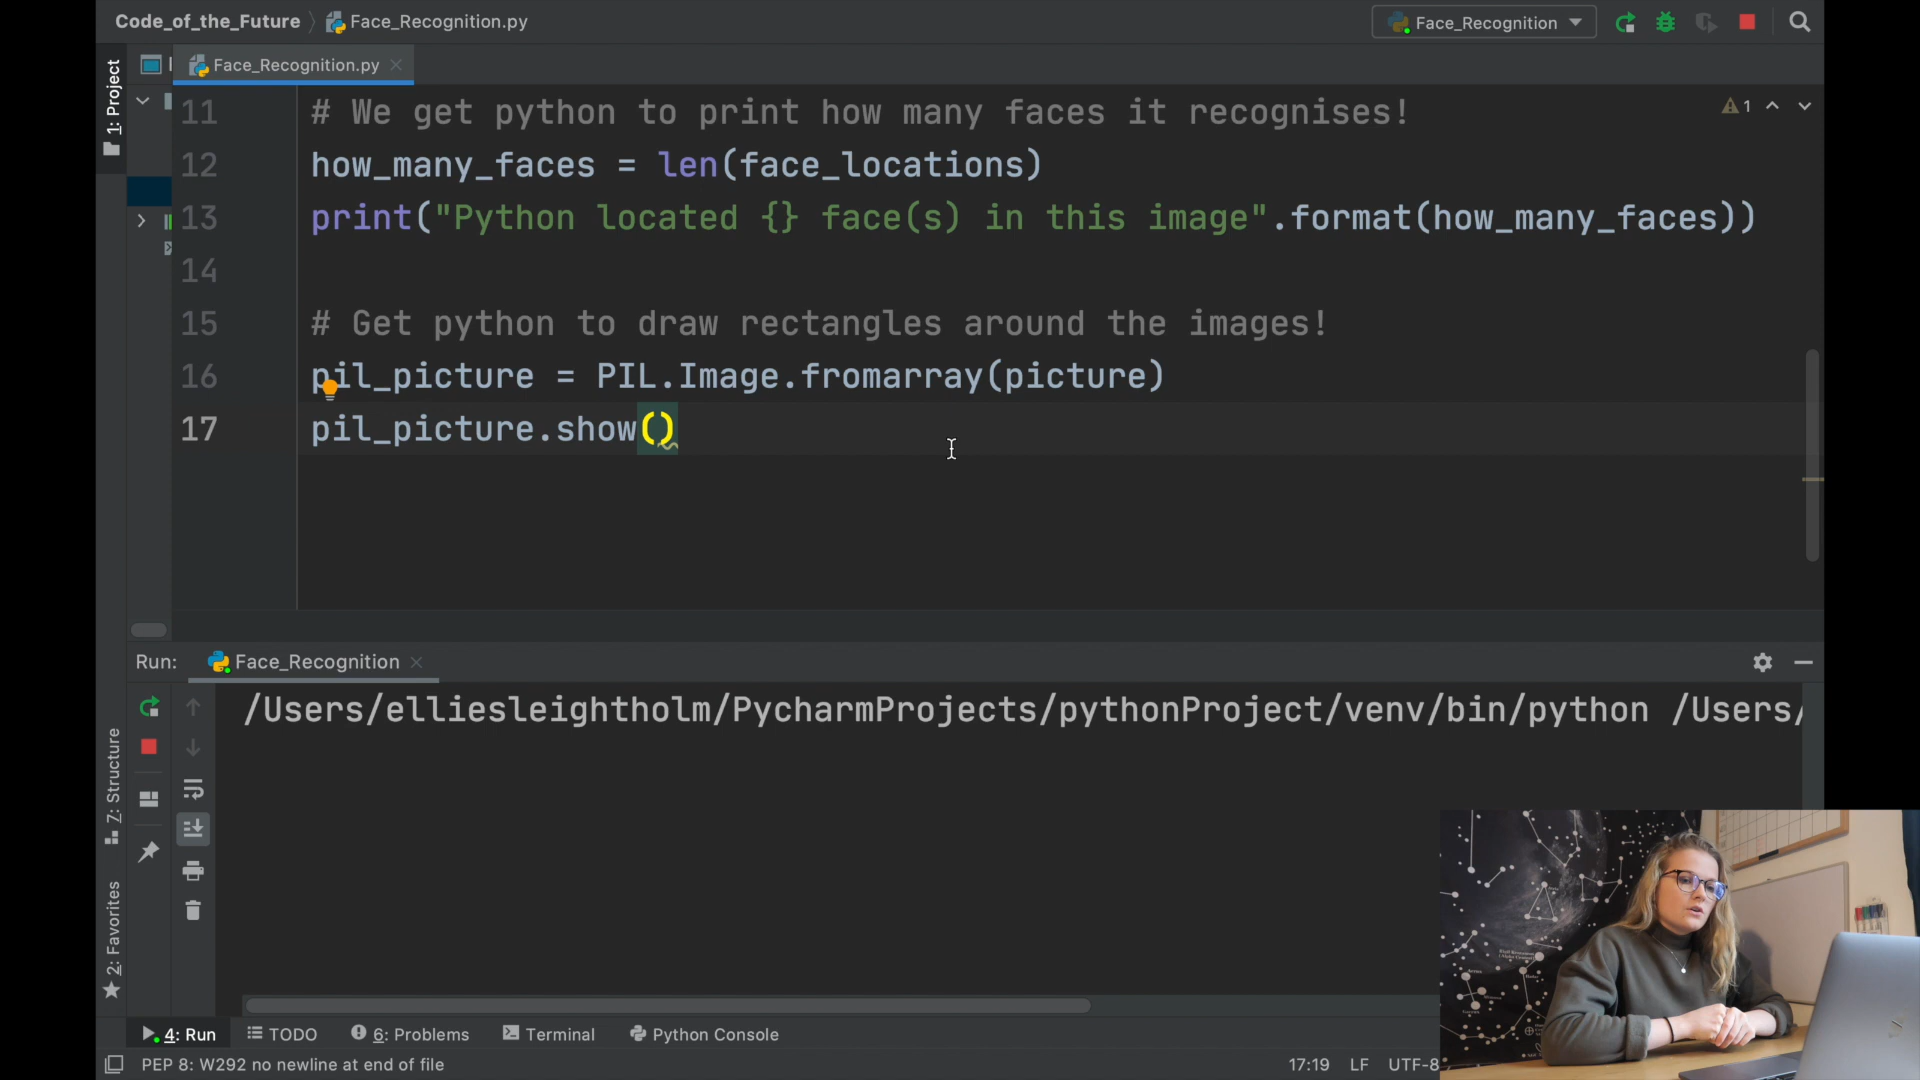 Code_of_the_Future
Face_Recognition.py
Face_Recognition
1: Project
Face_Recognition.py
1
11 # We get python to print how many faces it recognises!
12 how_many_faces = len(face_locations)
13 print("Python located {} face(s) in this image".format(how_many_faces))
14
15 # Get python to draw rectangles around the images!
16 pil_picture = PIL.Image.fromarray(picture)
17 pil_picture.show()
Run: Face_Recognition
/Users/elliesleightholm/PycharmProjects/pythonProject/venv/bin/python /Users/
7: Structure
2: Favorites
4: Run
TODO
6: Problems
Terminal
Python Console
PEP 8: W292 no newline at end of file
17:19 LF UTF-8